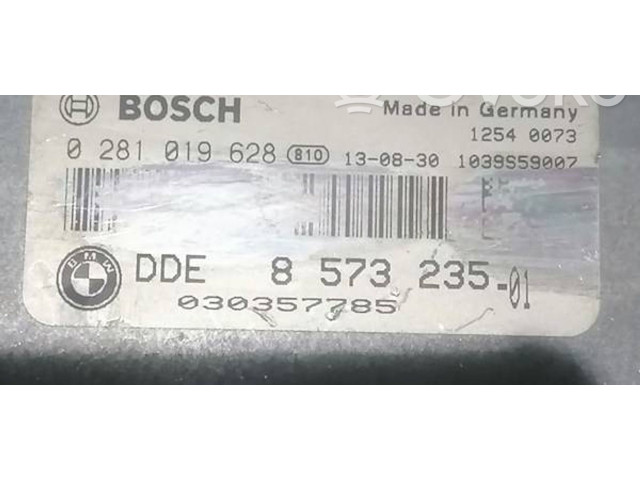 BOSCH Made in Germany
1254 0073
0 281 019 628 810 13-08-30 1039S59007
BMW DDE 8 573 235-01
030357785